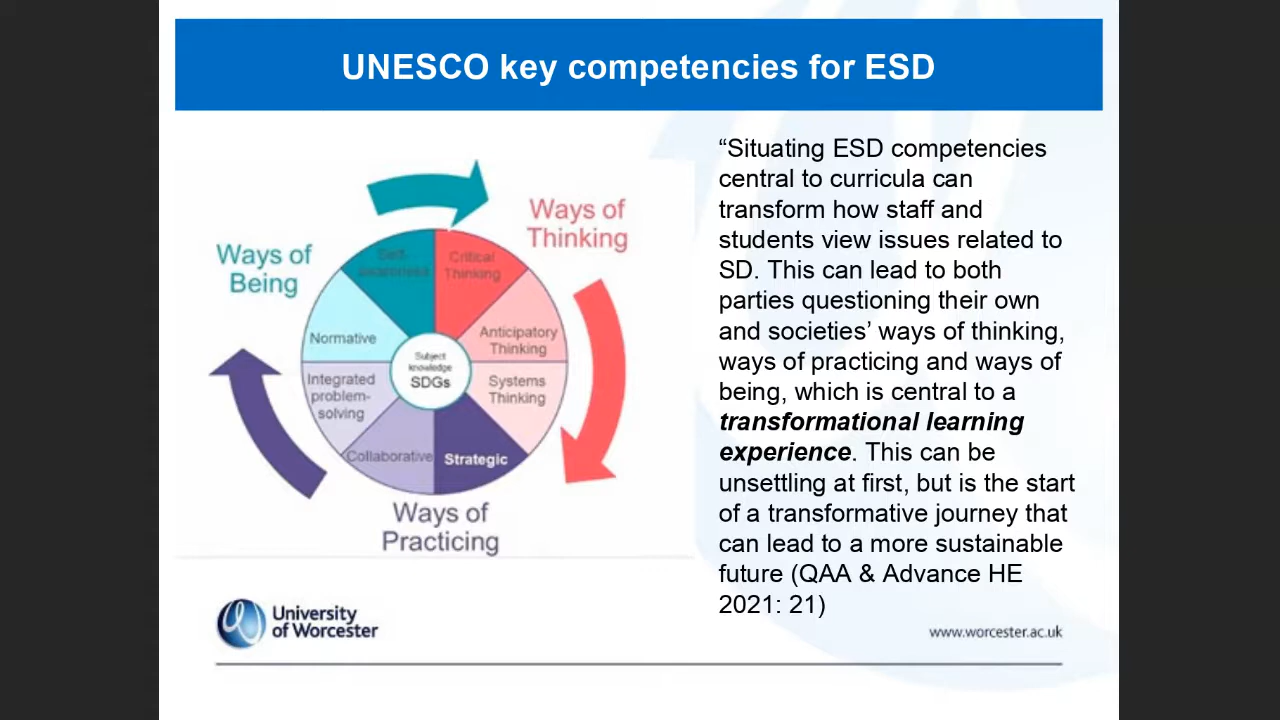 UNESCO key competencies for ESD
Ways of
Being
Ways of
Thinking
Self-
awareness
Critical
Thinking
Normative
Anticipatory
Thinking
Integrated
problem-
solving
Systems
Thinking
Collaborative
Strategic
Subject
knowledge
SDGs
Ways of
Practicing
“Situating ESD competencies
central to curricula can
transform how staff and
students view issues related to
SD. This can lead to both
parties questioning their own
and societies’ ways of thinking,
ways of practicing and ways of
being, which is central to a
transformational learning
experience. This can be
unsettling at first, but is the start
of a transformative journey that
can lead to a more sustainable
future (QAA & Advance HE
2021: 21)
University
of Worcester
www.worcester.ac.uk